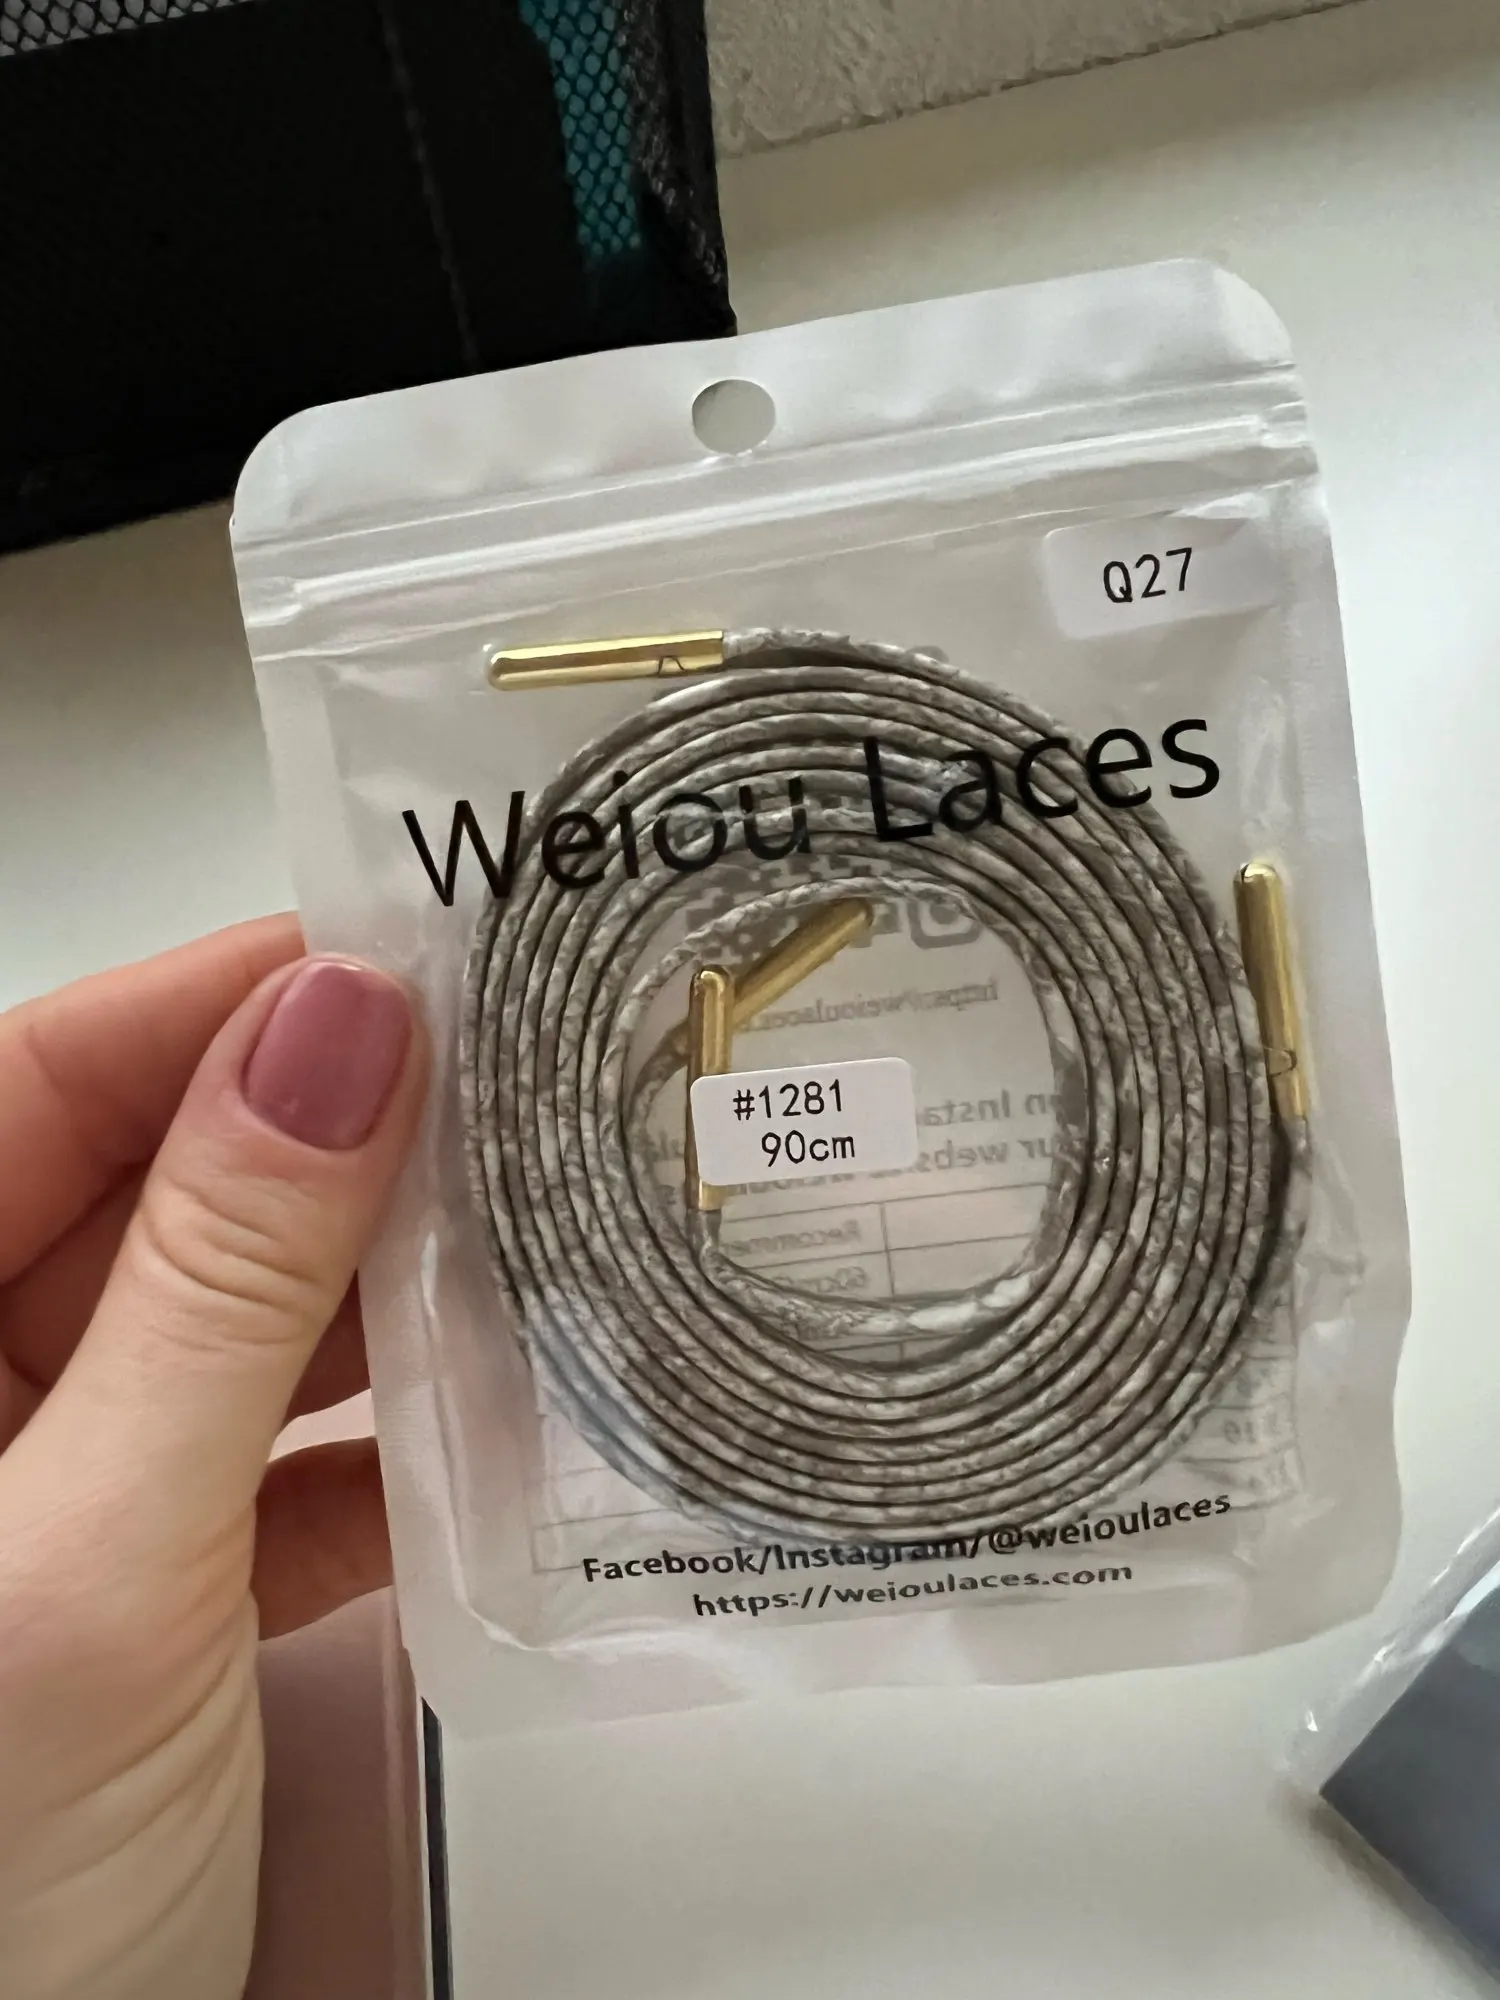 Q27
Weiou Laces
#1281
90cm
Facebook/Instagram/@weioulaces
https://weioulaces.com